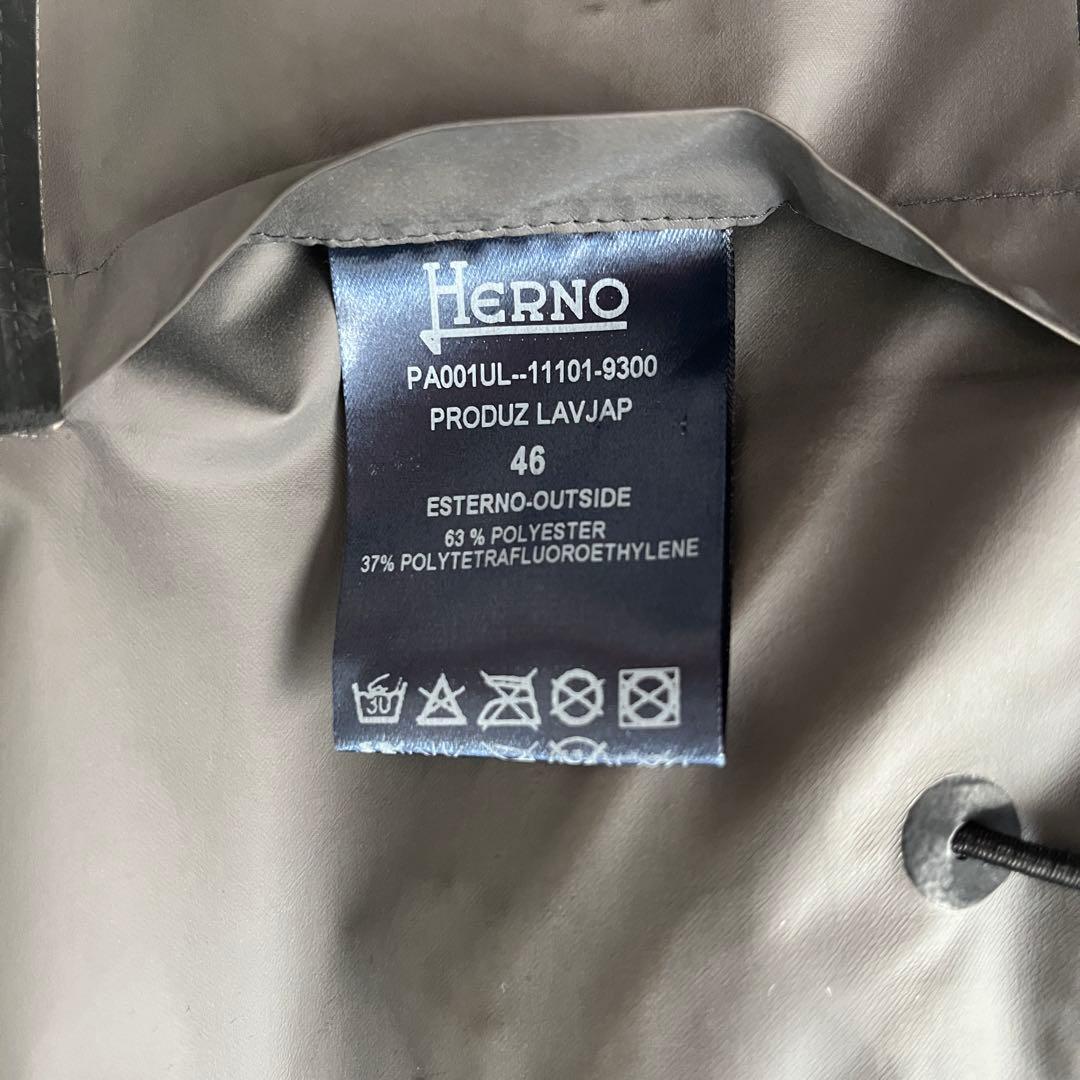 HERNO
PA001UL--11101-9300
PRODUZ LAVJAP
46
ESTERNO-OUTSIDE
63 % POLYESTER
37% POLYTETRAFLUOROETHYLENE
30